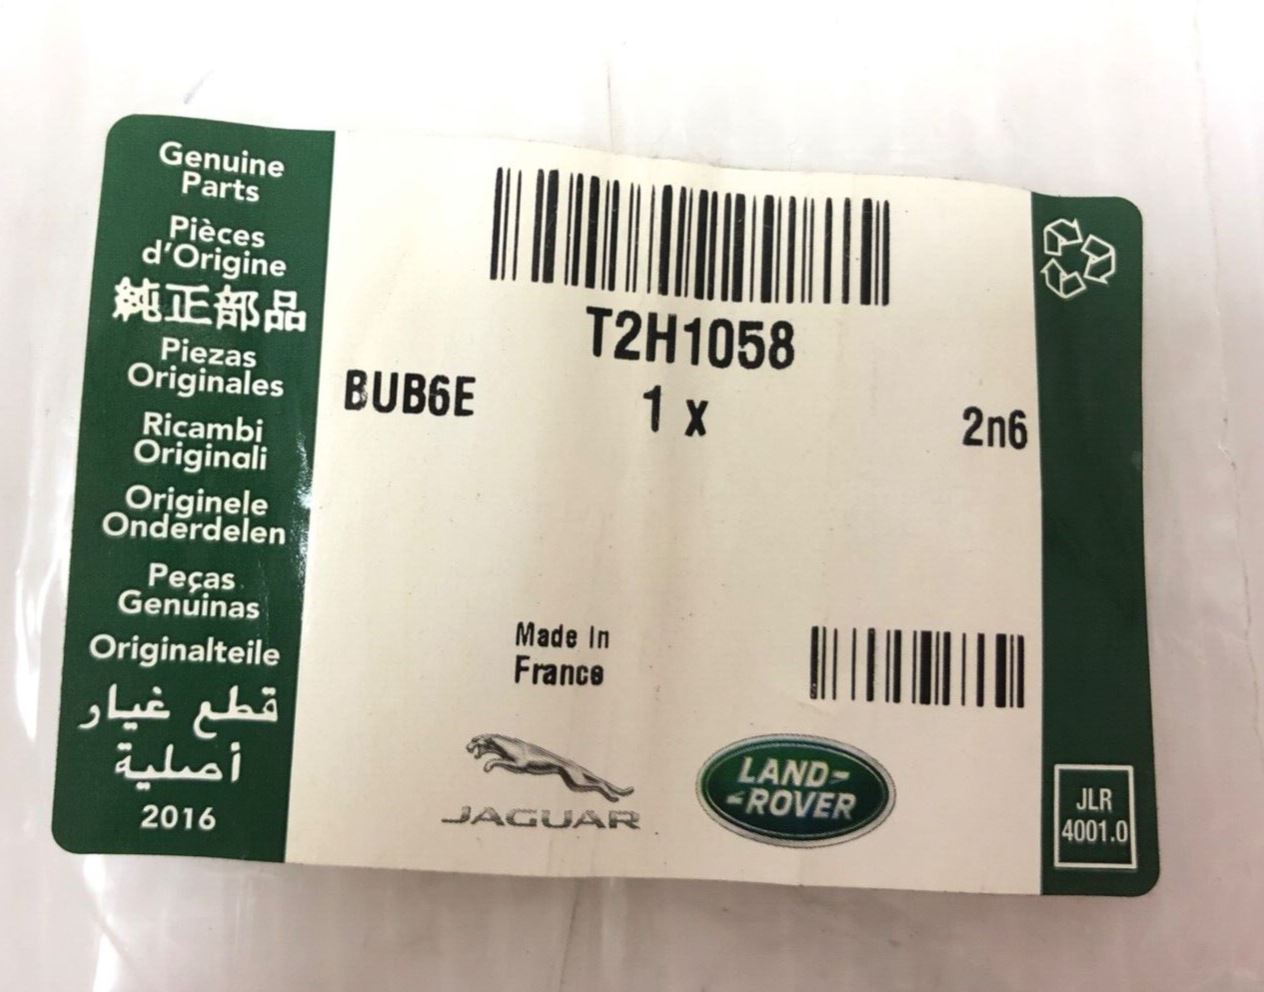 Genuine
Parts
Pièces
d'Origine
純正部品
Piezas
Originales
Ricambi
Originali
Originele
Onderdelen
Peças
Genuinas
Originalteile
قطع غيار
أصلية
2016
T2H1058
BUB6E 1 x 2n6
Made In
France
JAGUAR
LAND-
-ROVER
JLR
4001.0